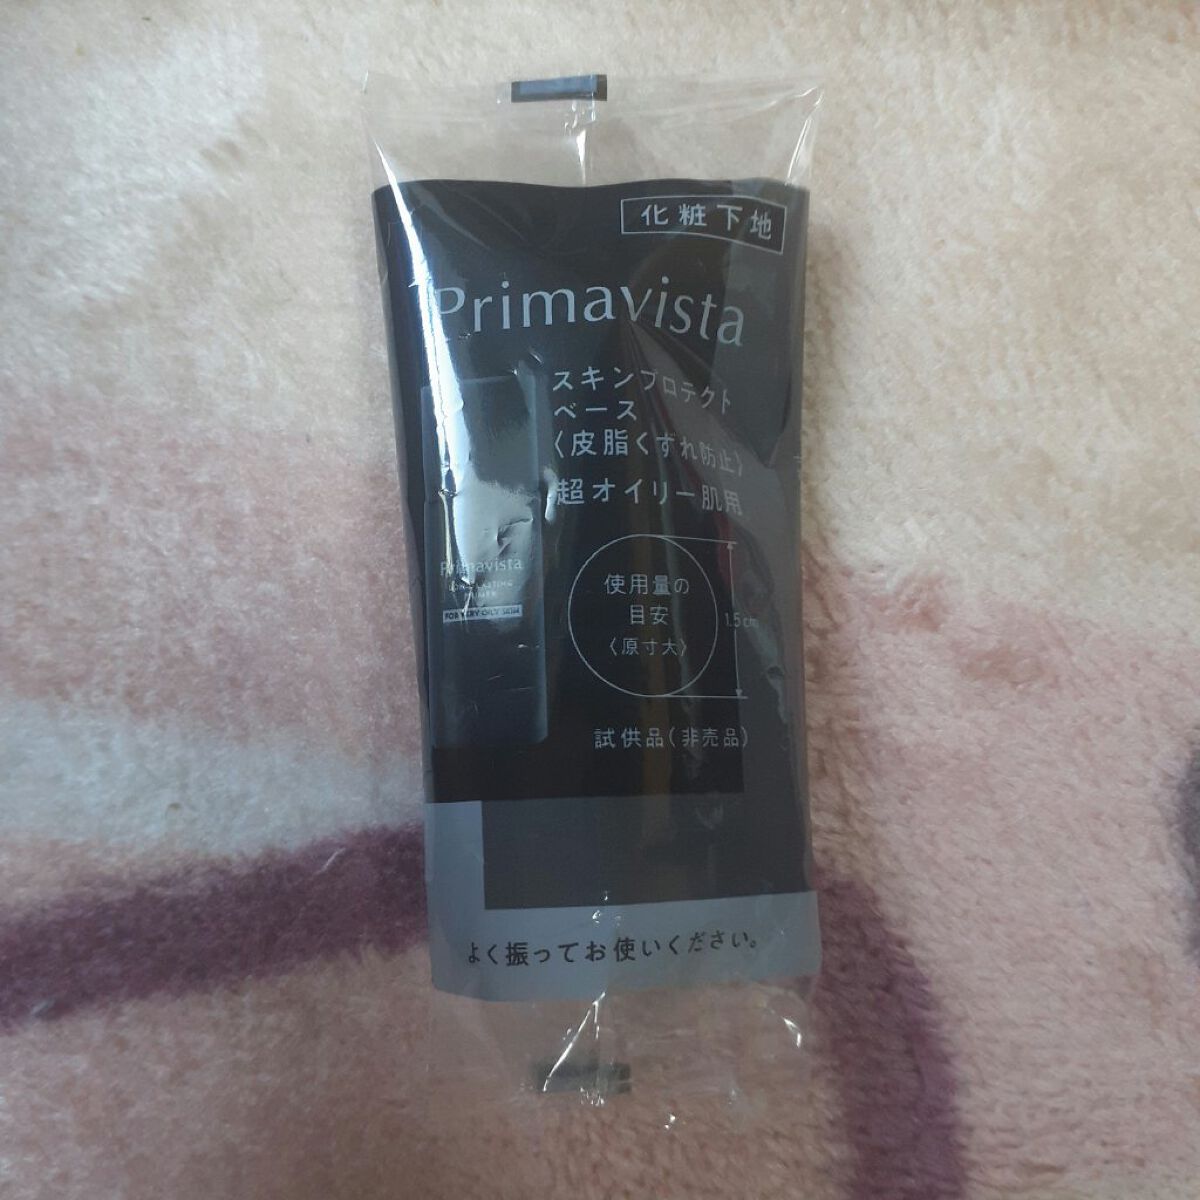 化粧下地
Primavista
スキンプロテクト
ベース
〈皮脂くずれ防止〉
超オイリー肌用
Primavista
LONG LASTING
PRIMER
FOR VERY OILY SKIN
使用量の
目安
〈原寸大〉
1.5cm
試供品(非売品)
よく振ってお使いください。